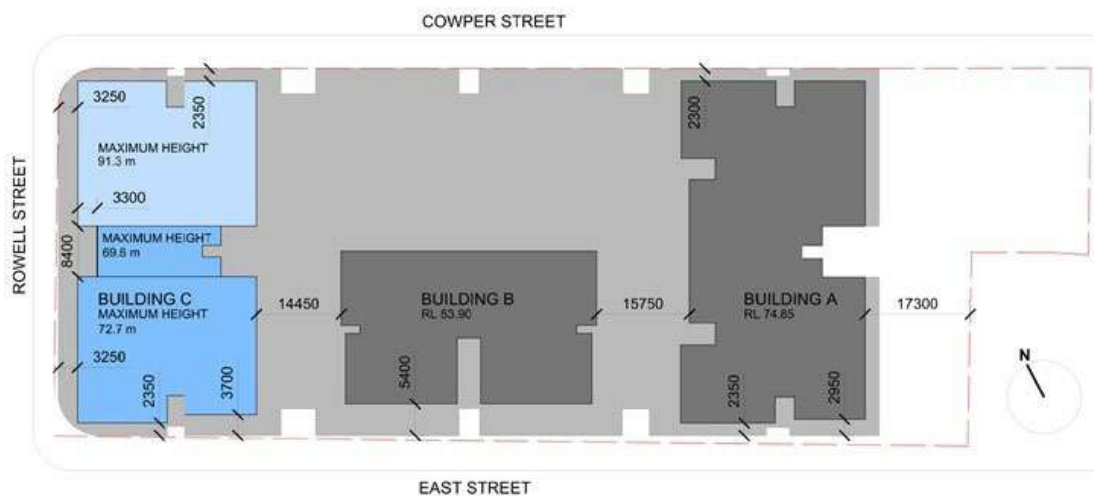 COWPER STREET
3250
2350
2300
MAXIMUM HEIGHT
91.3 m
3300
ROWELL STREET
8400
MAXIMUM HEIGHT
69.6 m
BUILDING C
MAXIMUM HEIGHT
72.7 m
14450
BUILDING B
RL 53.90
15750
BUILDING A
RL 74.85
17300
3250
2350
3700
5400
2350
2950
N
EAST STREET